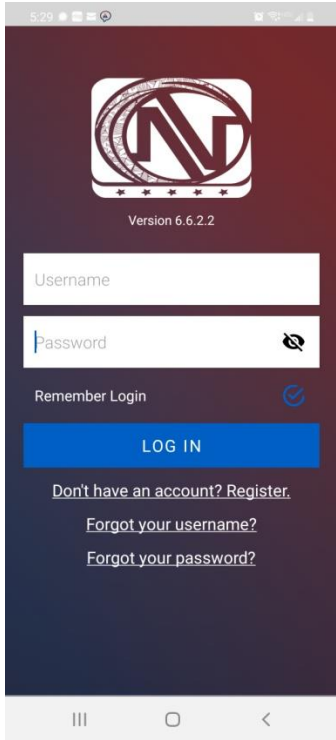 5:29
Version 6.6.2.2
Username
Password
Remember Login
LOG IN
Don't have an account? Register.
Forgot your username?
Forgot your password?